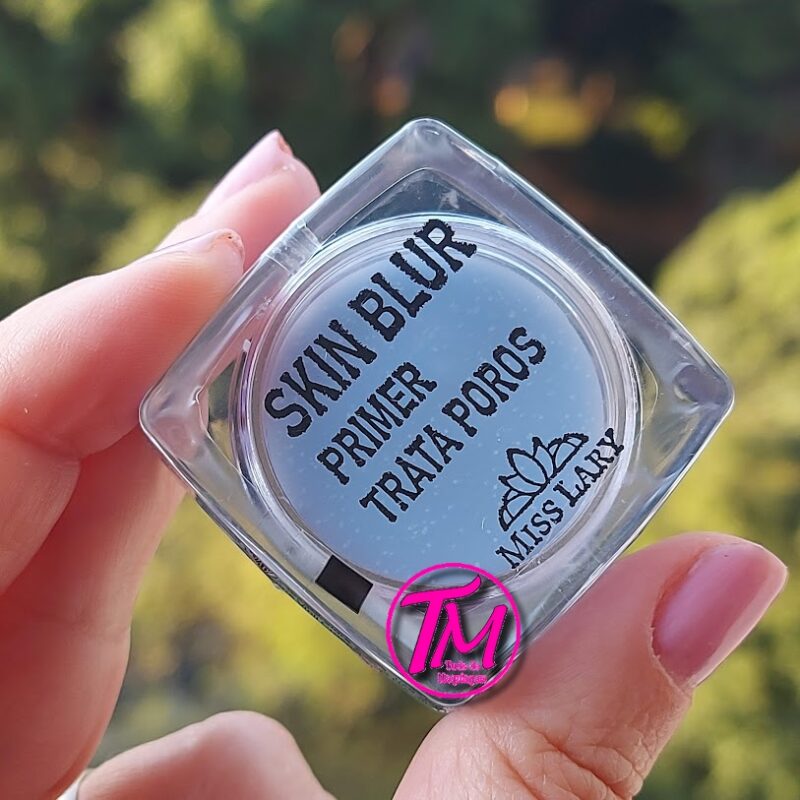 SKIN BLUR
PRIMER
TRATA POROS
MISS LARY
TM